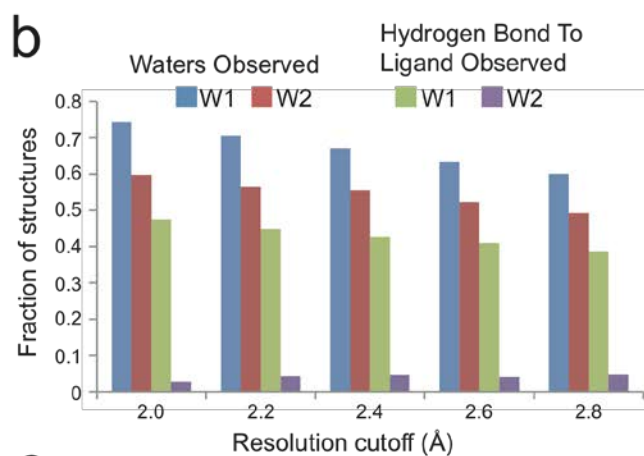 b
Waters Observed
W1 W2
Hydrogen Bond To
Ligand Observed
W1 W2
Fraction of structures
0.8
0.7
0.6
0.5
0.4
0.3
0.2
0.1
0
2.0 2.2 2.4 2.6 2.8
Resolution cutoff (Å)